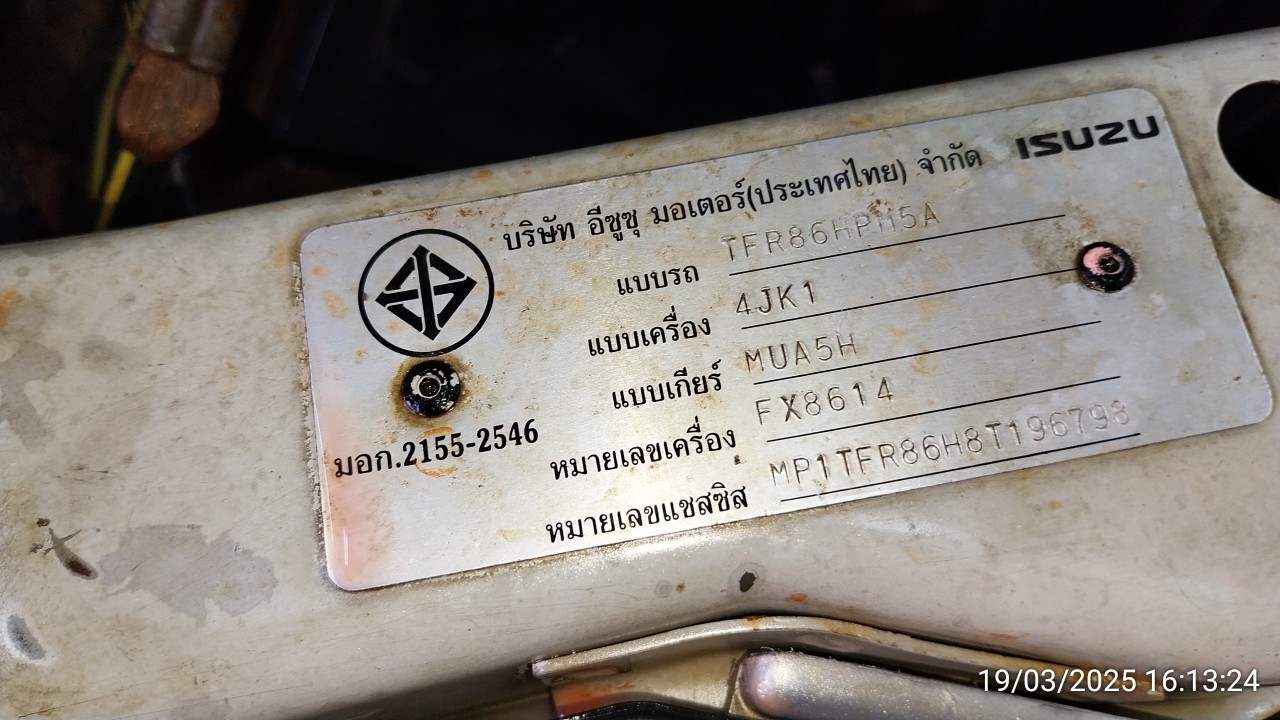 ISUZU
บริษัท อีซูซุ มอเตอร์(ประเทศไทย) จำกัด
แบบรถ TFR86HPM5A
แบบเครื่อง 4JK1
แบบเกียร์ MUA5H
มอก.2155-2546
หมายเลขเครื่อง FX8614
หมายเลขแชสซิส MP1TFR86H8T196798
19/03/2025 16:13:24